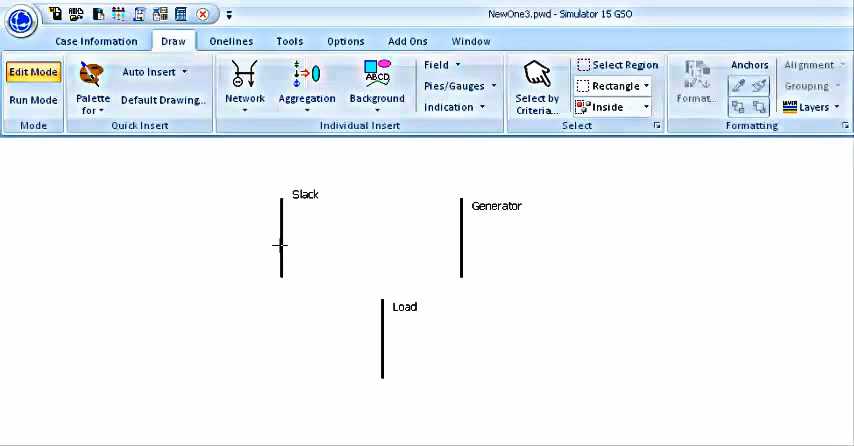 NewOne3.pwd - Simulator 15 GSO
Case Information Draw Onelines Tools Options Add Ons Window
Edit Mode
Run Mode
Mode
Palette for
Auto Insert
Default Drawing...
Quick Insert
Network
Aggregation
ABCD
Background
Field
Pies/Gauges
Indication
Individual Insert
Select by Criteria...
Select Region
Rectangle
Inside
Select
Format...
Anchors
Alignment
Grouping
Layers
Formatting
Slack
Generator
Load